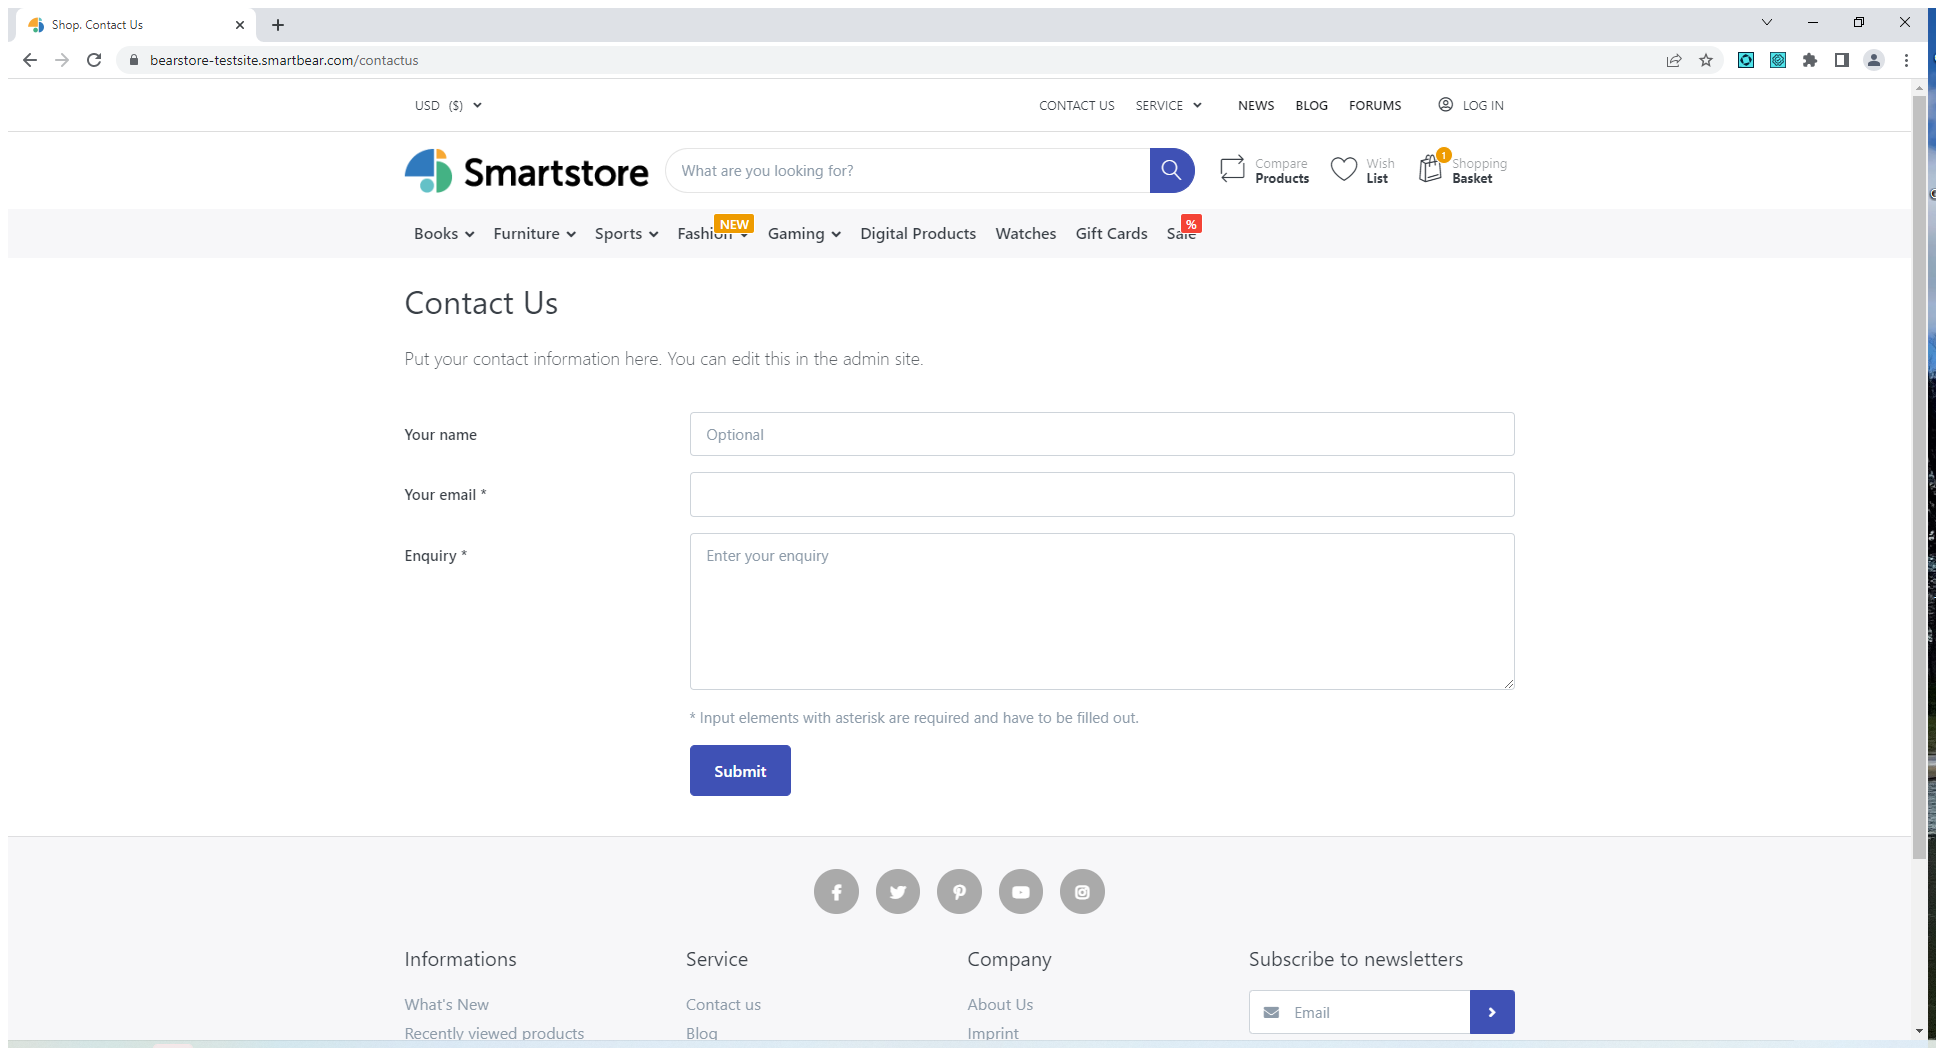 Shop. Contact Us
bearstore-testsite.smartbear.com/contactus
USD ($) CONTACT US SERVICE NEWS BLOG FORUMS LOG IN
Smartstore What are you looking for? Compare Products Wish List 1 Shopping Basket
Books Furniture Sports Fashion NEW Gaming Digital Products Watches Gift Cards Sale %
Contact Us
Put your contact information here. You can edit this in the admin site.
Your name Optional
Your email *
Enquiry * Enter your enquiry
* Input elements with asterisk are required and have to be filled out.
Submit
Informations Service Company Subscribe to newsletters
What's New Contact us About Us Email
Recently viewed products Blog Imprint